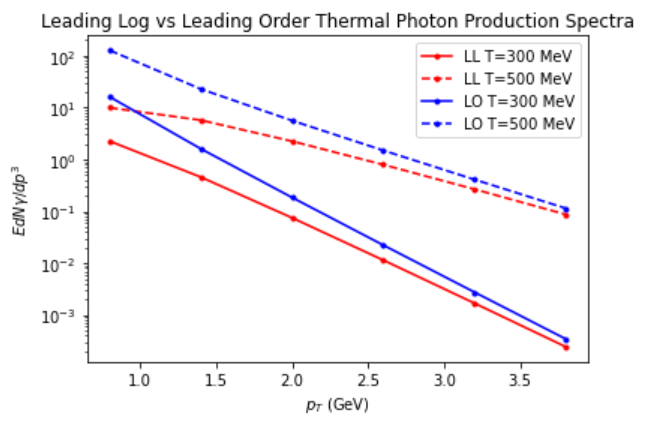 Leading Log vs Leading Order Thermal Photon Production Spectra
LL T=300 MeV
LL T=500 MeV
LO T=300 MeV
LO T=500 MeV
10²
10¹
10⁰
10⁻¹
10⁻²
10⁻³
EdNγ/dp³
1.0 1.5 2.0 2.5 3.0 3.5
p_T (GeV)